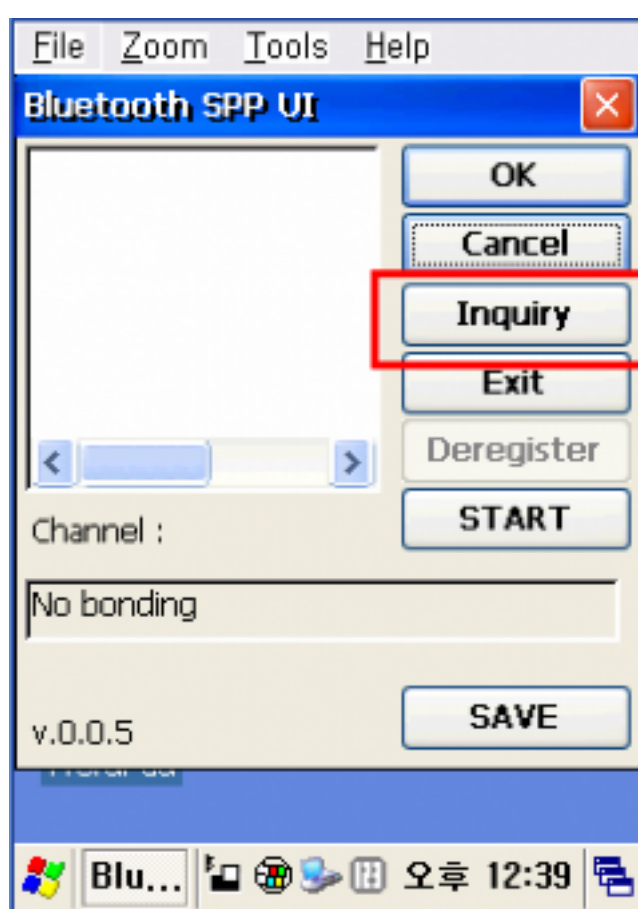 File Zoom Tools Help
Bluetooth SPP UI
OK
Cancel
Inquiry
Exit
Deregister
START
Channel :
No bonding
SAVE
v.0.0.5
Blu... 오후 12:39